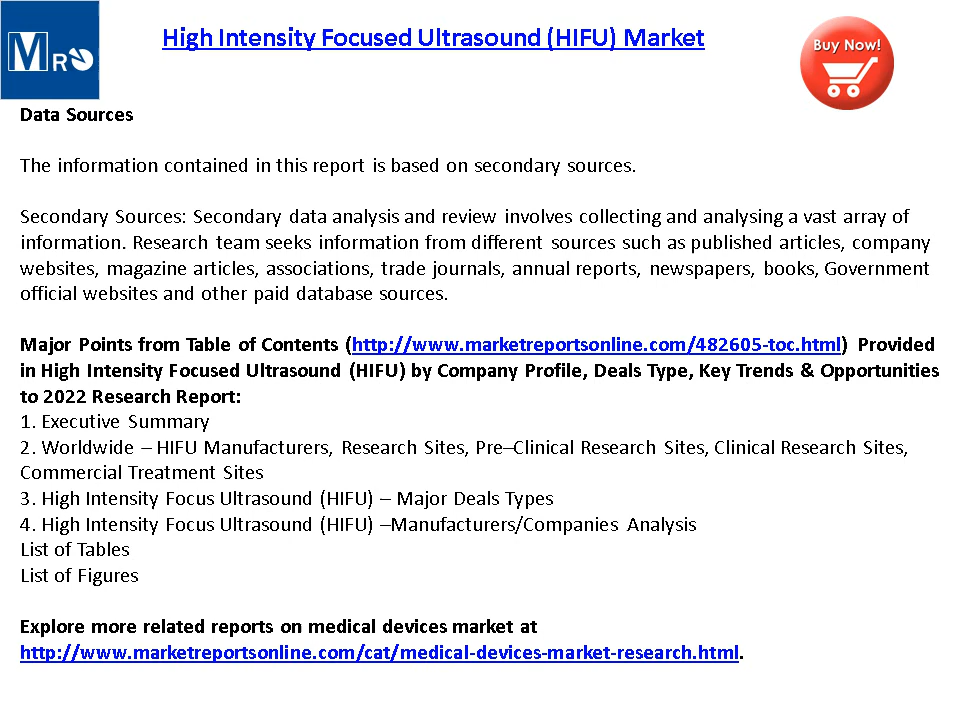 MRO
High Intensity Focused Ultrasound (HIFU) Market
Buy Now!
Data Sources
The information contained in this report is based on secondary sources.
Secondary Sources: Secondary data analysis and review involves collecting and analysing a vast array of
information. Research team seeks information from different sources such as published articles, company
websites, magazine articles, associations, trade journals, annual reports, newspapers, books, Government
official websites and other paid database sources.
Major Points from Table of Contents (http://www.marketreportsonline.com/482605-toc.html) Provided
in High Intensity Focused Ultrasound (HIFU) by Company Profile, Deals Type, Key Trends & Opportunities
to 2022 Research Report:
1. Executive Summary
2. Worldwide – HIFU Manufacturers, Research Sites, Pre–Clinical Research Sites, Clinical Research Sites,
Commercial Treatment Sites
3. High Intensity Focus Ultrasound (HIFU) – Major Deals Types
4. High Intensity Focus Ultrasound (HIFU) –Manufacturers/Companies Analysis
List of Tables
List of Figures
Explore more related reports on medical devices market at
http://www.marketreportsonline.com/cat/medical-devices-market-research.html.